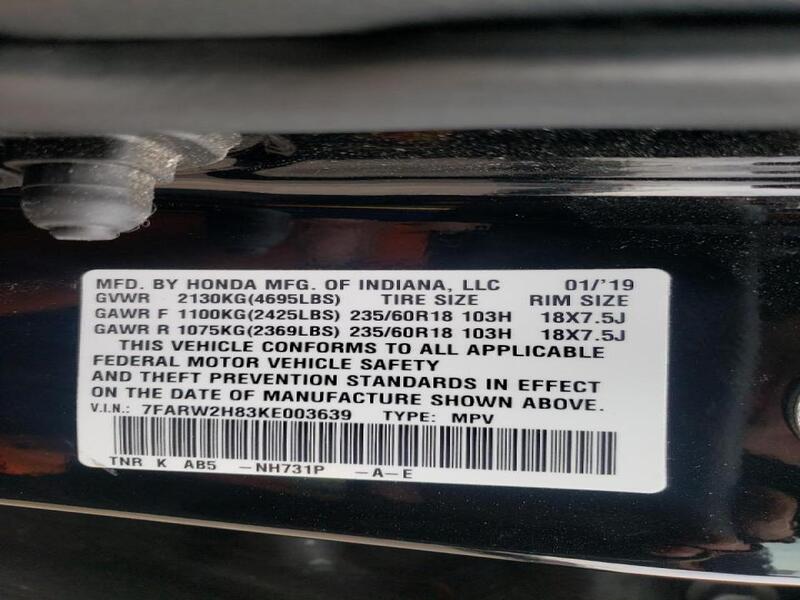 MFD. BY HONDA MFG. OF INDIANA, LLC 01/'19
GVWR 2130KG(4695LBS) TIRE SIZE RIM SIZE
GAWR F 1100KG(2425LBS) 235/60R18 103H 18X7.5J
GAWR R 1075KG(2369LBS) 235/60R18 103H 18X7.5J
THIS VEHICLE CONFORMS TO ALL APPLICABLE
FEDERAL MOTOR VEHICLE SAFETY
AND THEFT PREVENTION STANDARDS IN EFFECT
ON THE DATE OF MANUFACTURE SHOWN ABOVE.
V.I.N.: 7FARW2H83KE003639 TYPE: MPV
TNR K AB5 -NH731P -A-E